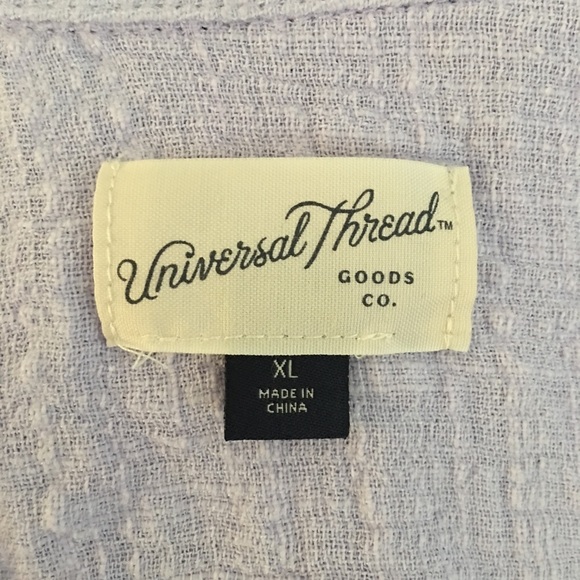 Universal Thread™
GOODS
CO.
XL
MADE IN
CHINA